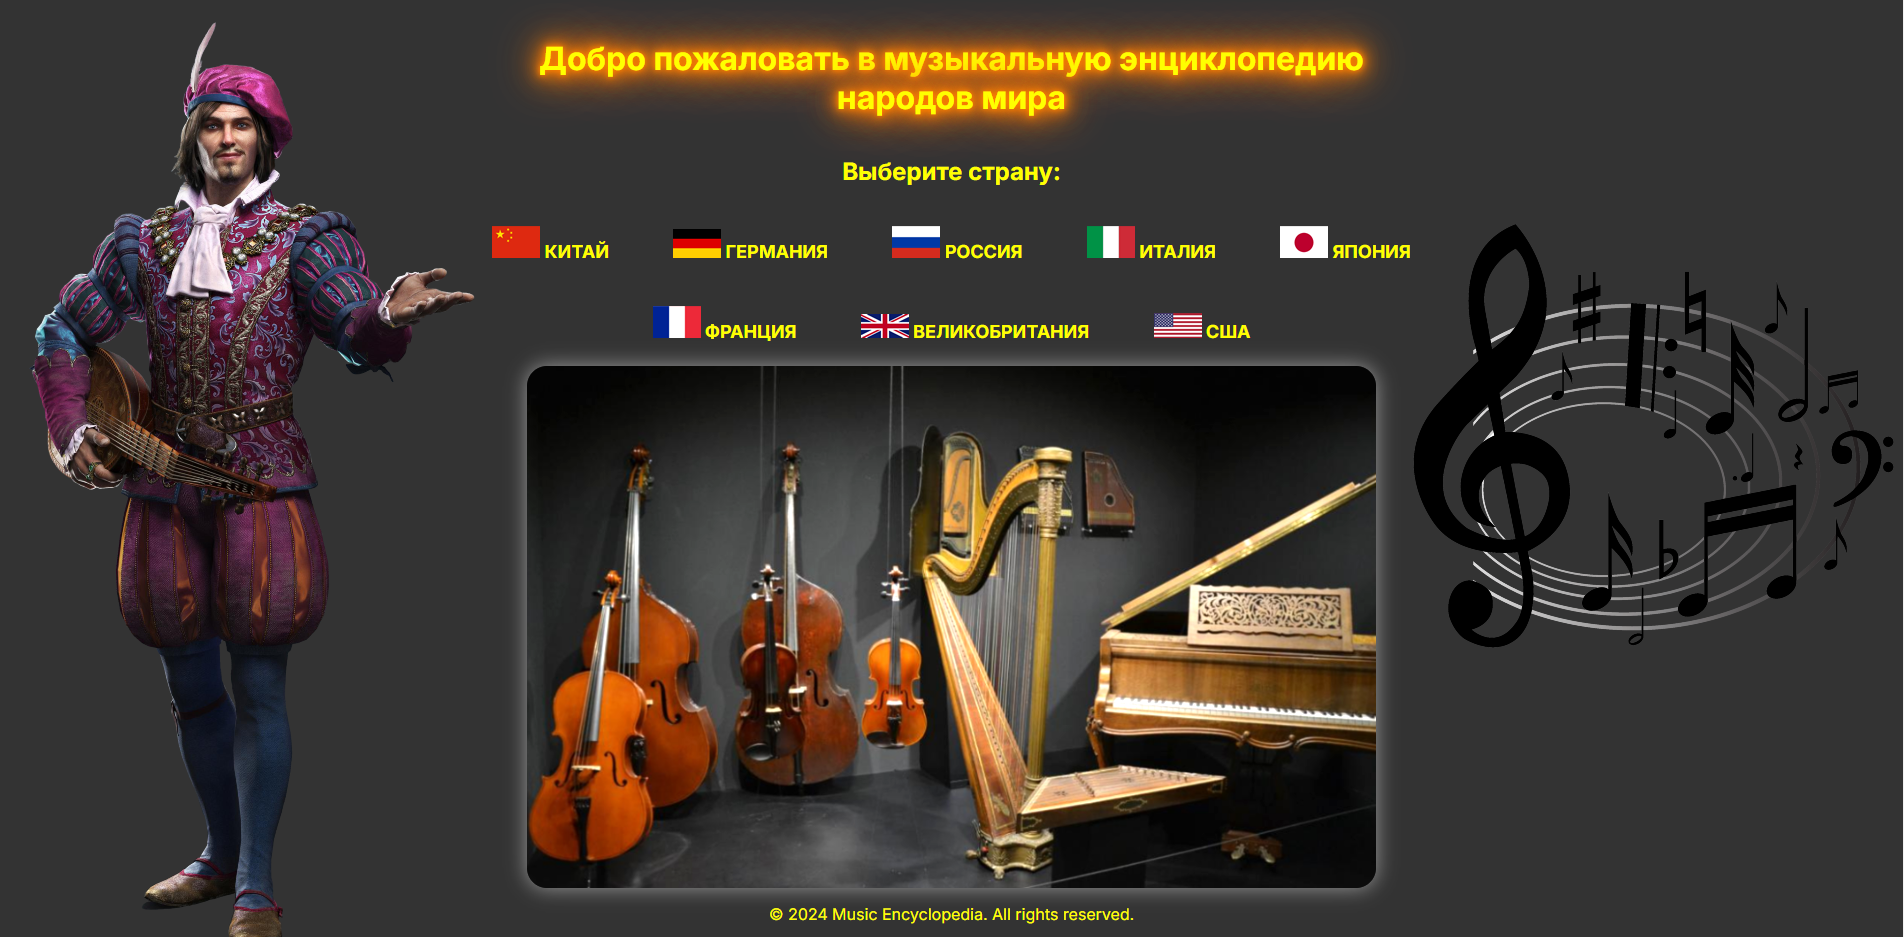 Добро пожаловать в музыкальную энциклопедию
народов мира
Выберите страну:
КИТАЙ ГЕРМАНИЯ РОССИЯ ИТАЛИЯ ЯПОНИЯ
ФРАНЦИЯ ВЕЛИКОБРИТАНИЯ США
© 2024 Music Encyclopedia. All rights reserved.